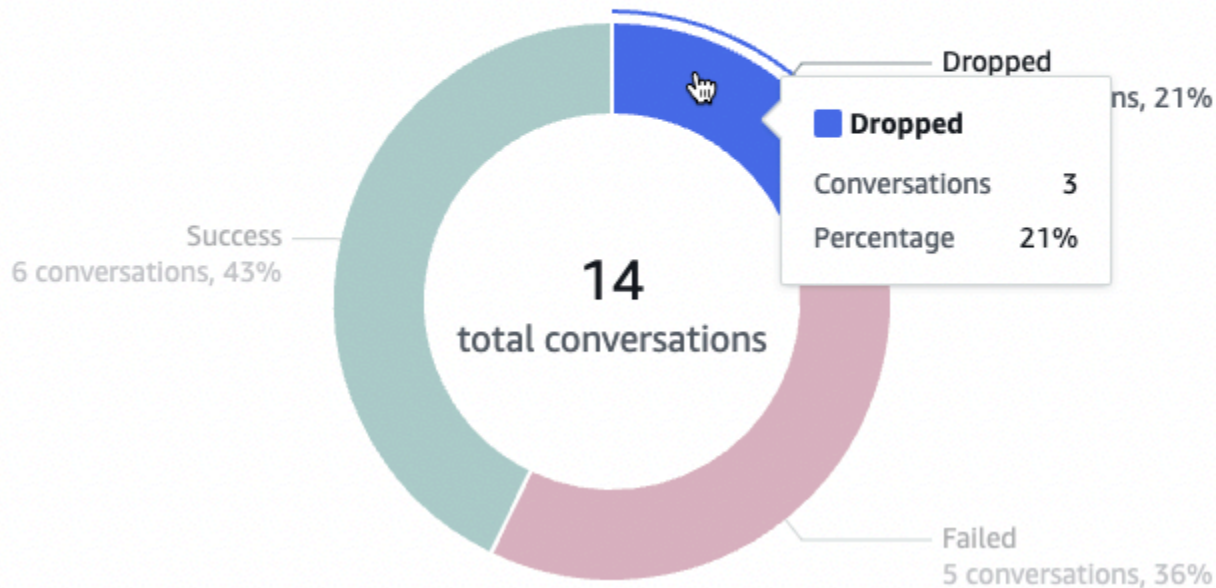 Dropped
ns, 21%
Dropped
Conversations 3
Percentage 21%
Success
6 conversations, 43%
14
total conversations
Failed
5 conversations, 36%